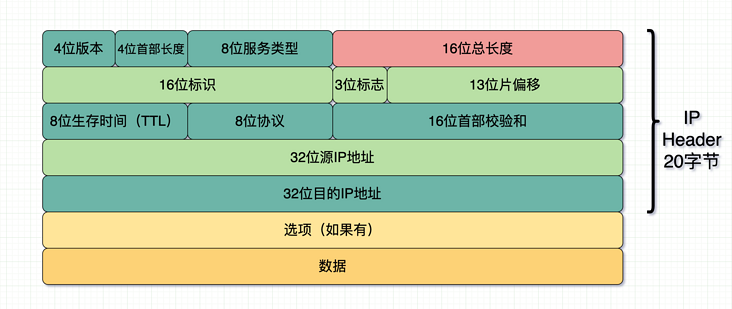 4位版本 4位首部长度 8位服务类型 16位总长度
16位标识 3位标志 13位片偏移
8位生存时间（TTL） 8位协议 16位首部校验和
32位源IP地址
32位目的IP地址
选项（如果有）
数据
IP
Header
20字节